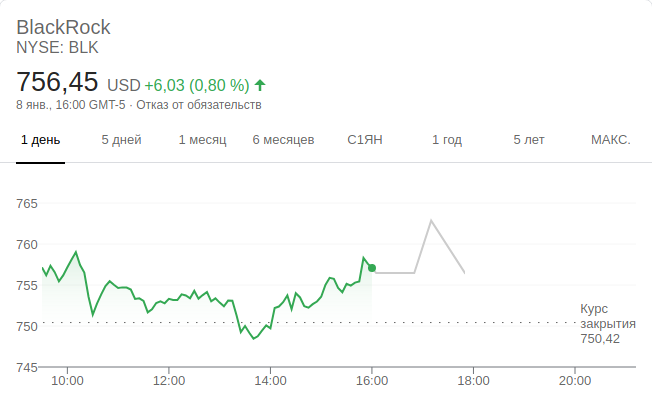 BlackRock
NYSE: BLK
756,45 USD +6,03 (0,80 %)
8 янв., 16:00 GMT-5 · Отказ от обязательств
1 день 5 дней 1 месяц 6 месяцев С1ЯН 1 год 5 лет МАКС.
765
760
755
750
745
Курс
закрытия
750,42
10:00 12:00 14:00 16:00 18:00 20:00